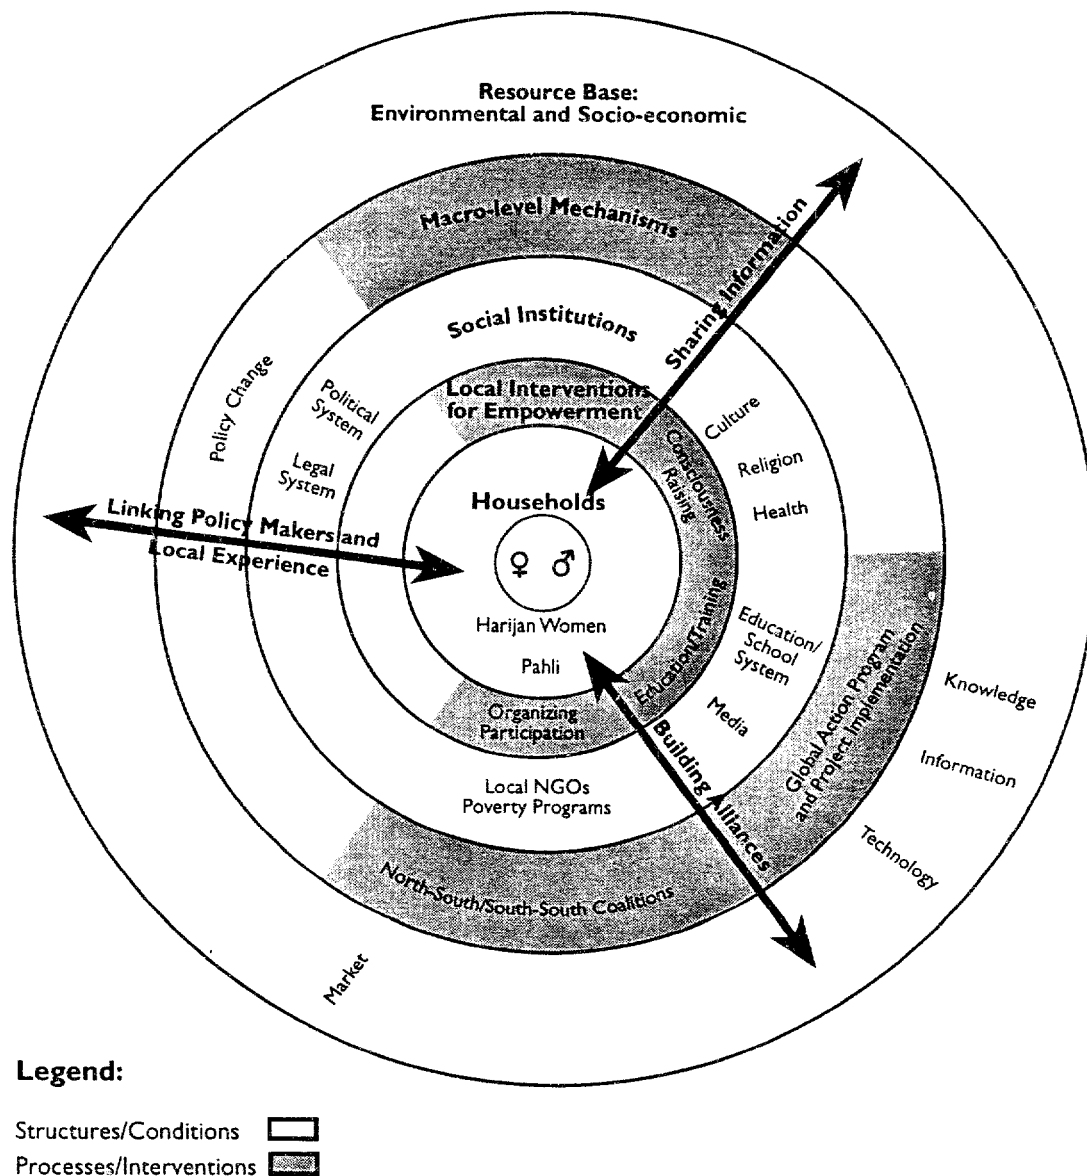 Resource Base:
Environmental and Socio-economic
Macro-level Mechanisms
Sharing Information
Social Institutions
Policy Change
Political
System
Legal
System
Local Interventions
for Empowerment
Consciousness
Raising
Culture
Religion
Health
Households
Linking Policy Makers and
Local Experience
♀ ♂
Harijan Women
Pahli
Education/Training
Organizing
Participation
Education/
School
System
Media
Building Alliances
Global Action Program
and Project Implementation
Knowledge
Information
Technology
Local NGOs
Poverty Programs
North-South/South-South Coalitions
Market
Legend:
Structures/Conditions
Processes/Interventions